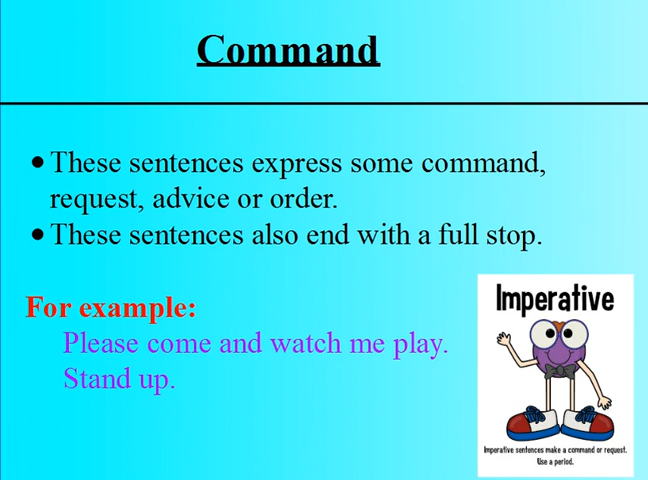 Command
• These sentences express some command,
request, advice or order.
• These sentences also end with a full stop.
For example:
Please come and watch me play.
Stand up.
Imperative
Imperative sentences make a command or request.
Use a period.